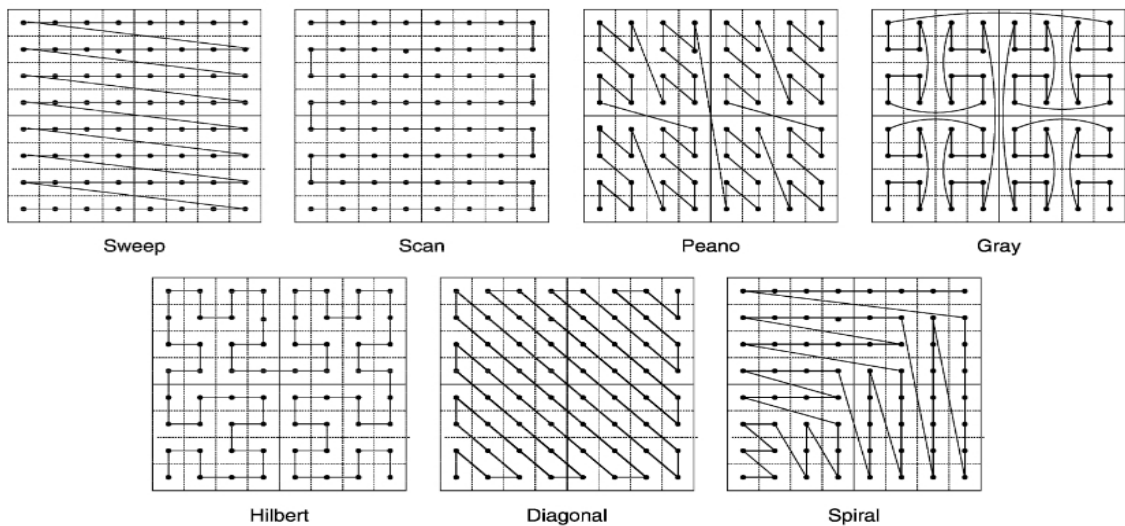 Sweep
Scan
Peano
Gray
Hilbert
Diagonal
Spiral